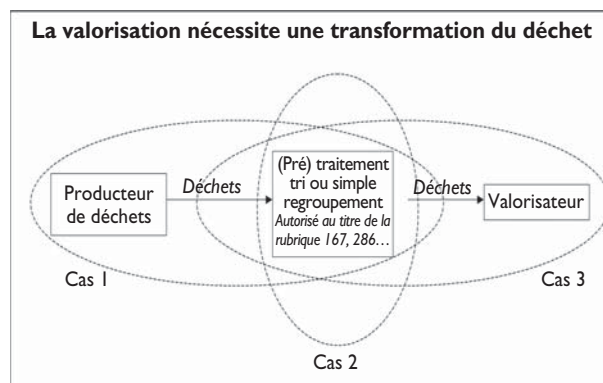 La valorisation nécessite une transformation du déchet
Producteur
de déchets
Déchets
(Pré) traitement
tri ou simple
regroupement
Autorisé au titre de la
rubrique 167, 286...
Déchets
Valorisateur
Cas 1
Cas 2
Cas 3